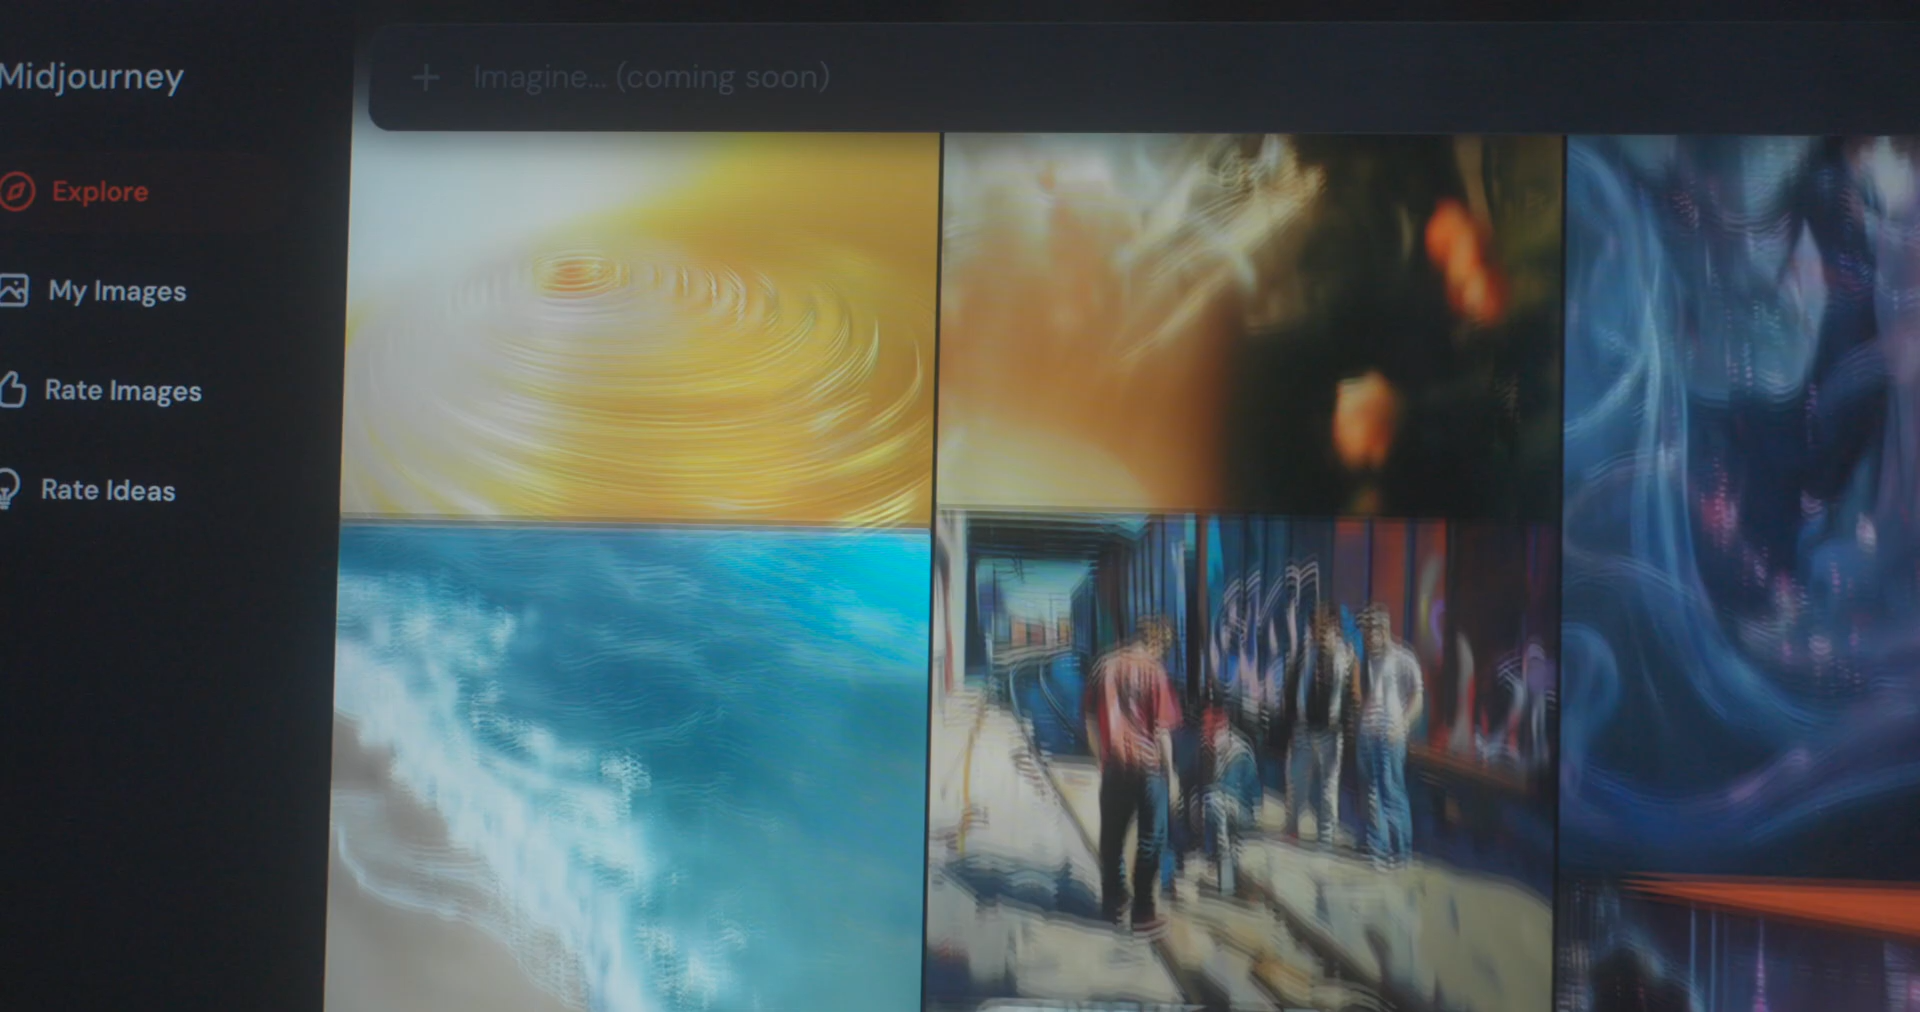 Midjourney
Imagine... (coming soon)
Explore
My Images
Rate Images
Rate Ideas